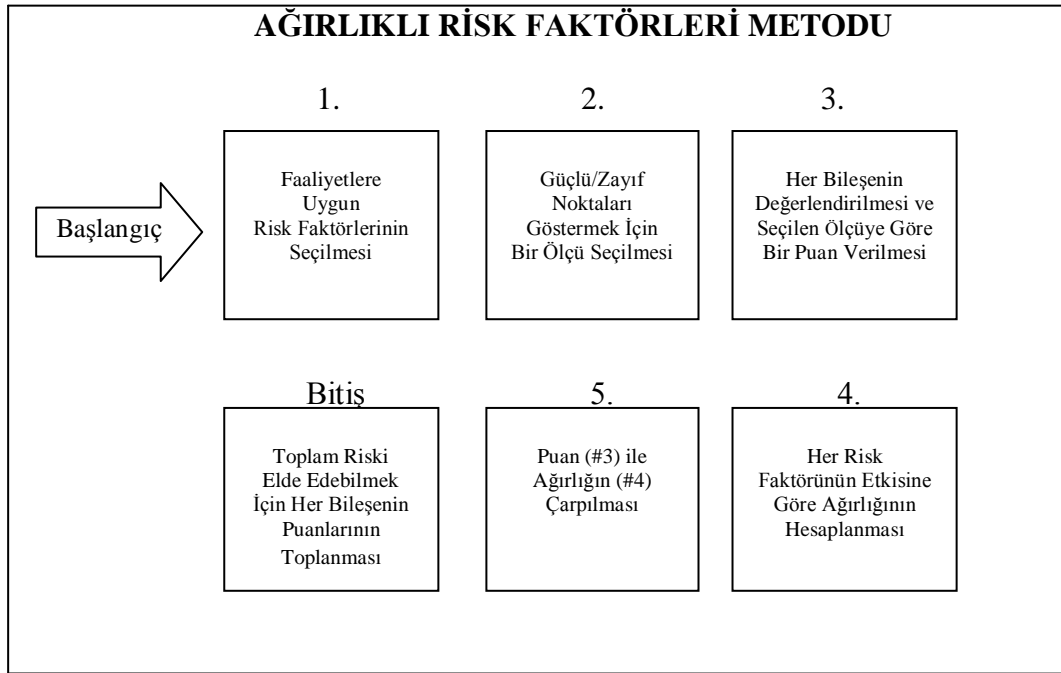 AĞIRLIKLI RİSK FAKTÖRLERİ METODU
Başlangıç
1.
Faaliyetlere
Uygun
Risk Faktörlerinin
Seçilmesi
2.
Güçlü/Zayıf
Noktaları
Göstermek İçin
Bir Ölçü Seçilmesi
3.
Her Bileşenin
Değerlendirilmesi ve
Seçilen Ölçüye Göre
Bir Puan Verilmesi
4.
Her Risk
Faktörünün Etkisine
Göre Ağırlığının
Hesaplanması
5.
Puan (#3) ile
Ağırlığın (#4)
Çarpılması
Bitiş
Toplam Riski
Elde Edebilmek
İçin Her Bileşenin
Puanlarının
Toplanması